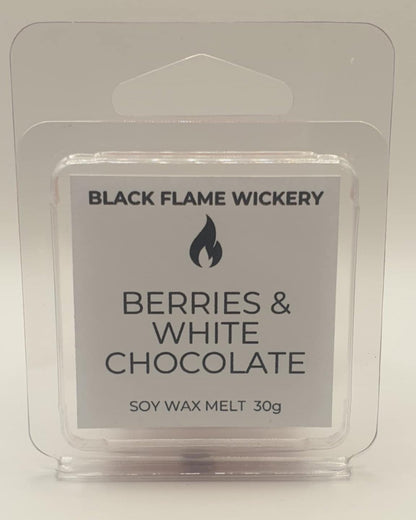 BLACK FLAME WICKERY
BERRIES &
WHITE
CHOCOLATE
SOY WAX MELT 30g